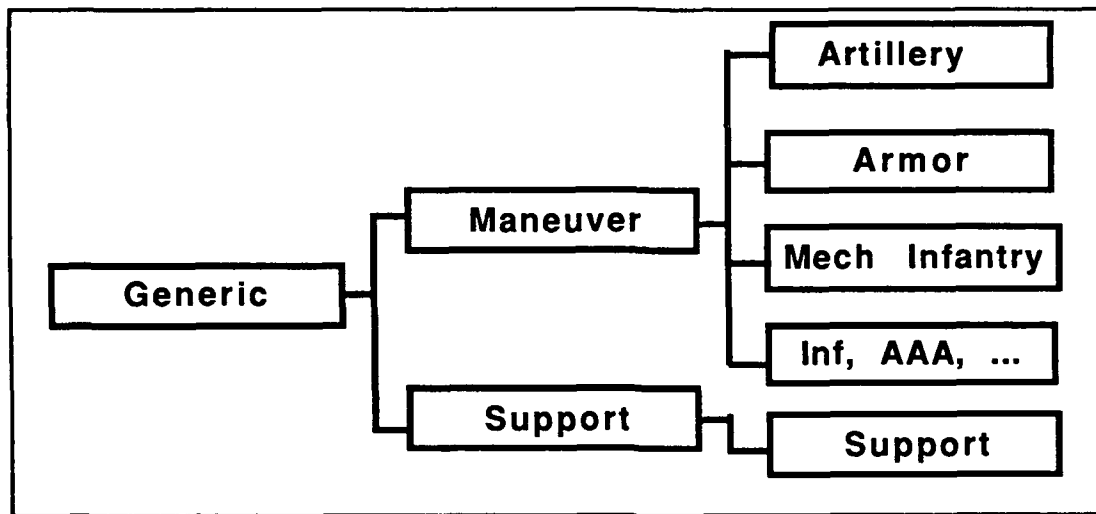 Artillery
Armor
Maneuver
Mech Infantry
Generic
Inf, AAA, ...
Support
Support